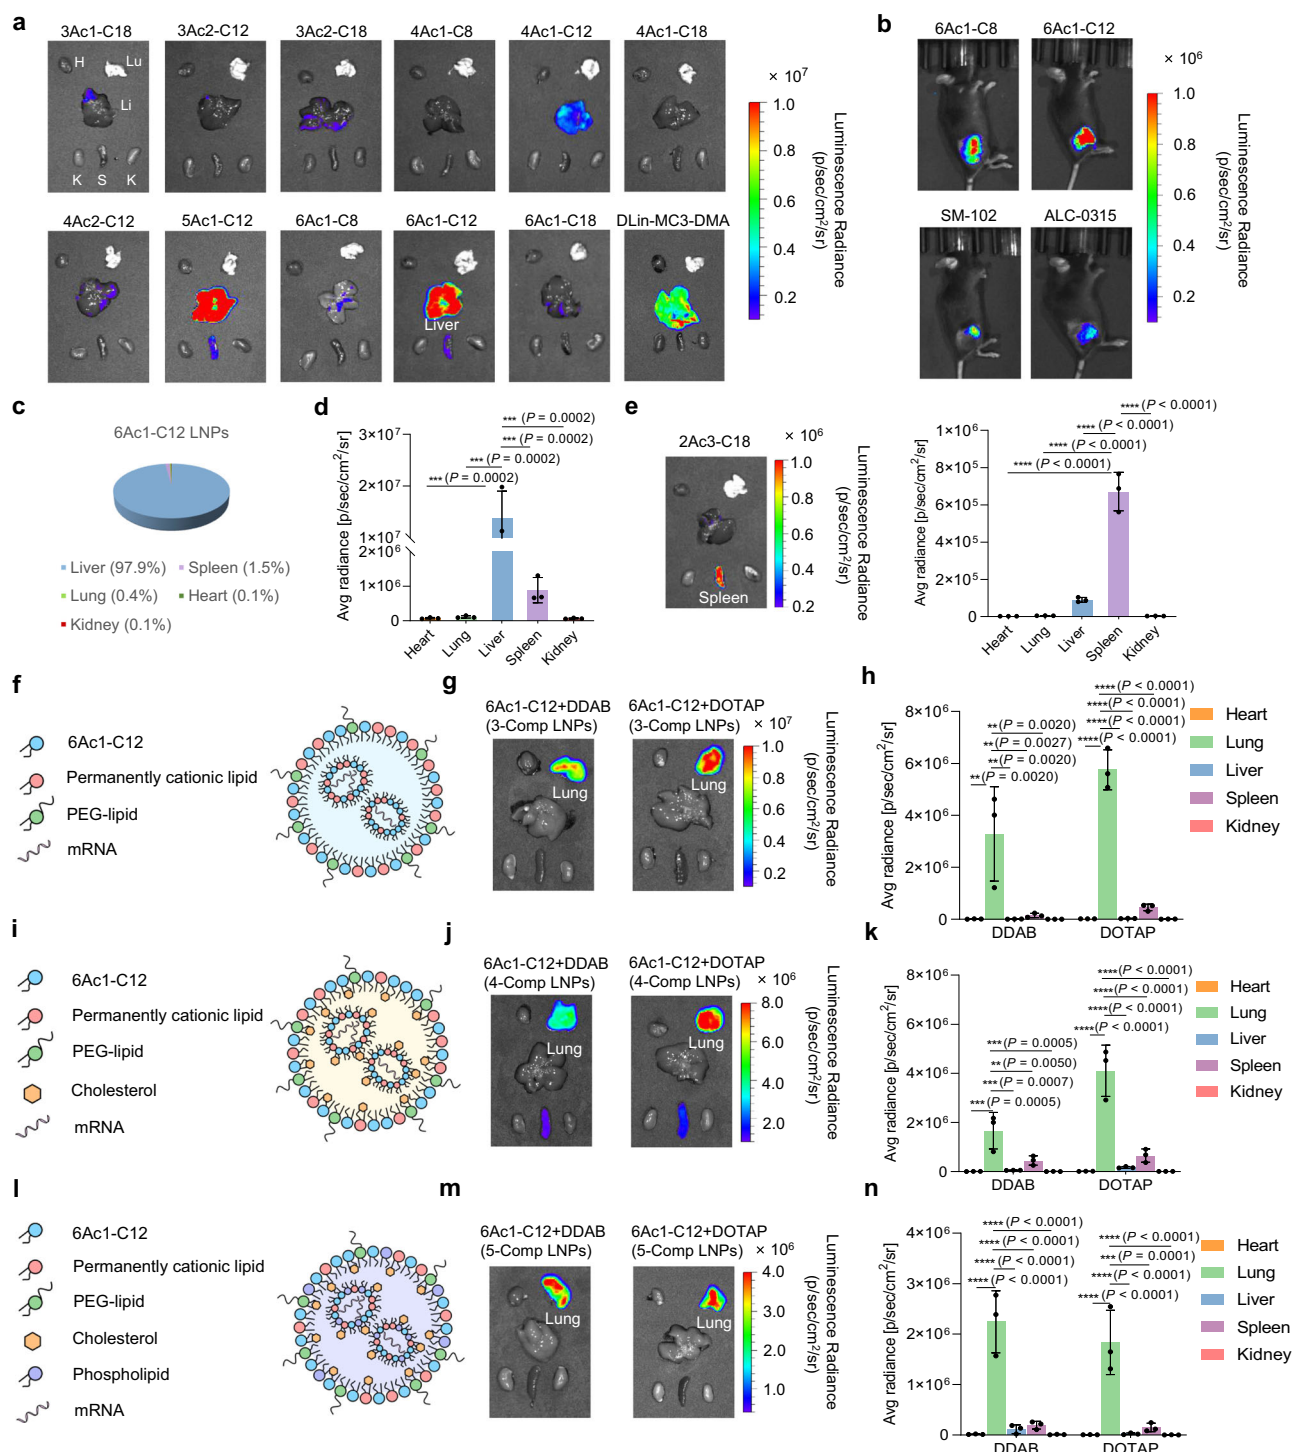 a
3Ac1-C18
3Ac2-C12
3Ac2-C18
4Ac1-C8
4Ac1-C12
4Ac1-C18
H
Lu
Li
K
S
K
× 10⁷
1.0
0.8
0.6
0.4
0.2
Luminescence Radiance
(p/sec/cm²/sr)
4Ac2-C12
5Ac1-C12
6Ac1-C8
6Ac1-C12
6Ac1-C18
DLin-MC3-DMA
Liver
b
6Ac1-C8
6Ac1-C12
SM-102
ALC-0315
× 10⁶
1.0
0.8
0.6
0.4
0.2
Luminescence Radiance
(p/sec/cm²/sr)
c
6Ac1-C12 LNPs
Liver (97.9%)
Spleen (1.5%)
Lung (0.4%)
Heart (0.1%)
Kidney (0.1%)
d
Avg radiance [p/sec/cm²/sr]
3×10⁷
2×10⁷
1×10⁷
2×10⁶
1×10⁶
0
*** (P = 0.0002)
*** (P = 0.0002)
*** (P = 0.0002)
*** (P = 0.0002)
Heart
Lung
Liver
Spleen
Kidney
e
2Ac3-C18
Spleen
× 10⁶
1.0
0.8
0.6
0.4
0.2
Luminescence Radiance
(p/sec/cm²/sr)
Avg radiance [p/sec/cm²/sr]
1×10⁶
8×10⁵
6×10⁵
4×10⁵
2×10⁵
0
**** (P < 0.0001)
**** (P < 0.0001)
**** (P < 0.0001)
**** (P < 0.0001)
Heart
Lung
Liver
Spleen
Kidney
f
6Ac1-C12
Permanently cationic lipid
PEG-lipid
mRNA
g
6Ac1-C12+DDAB
(3-Comp LNPs)
6Ac1-C12+DOTAP
(3-Comp LNPs)
Lung
Lung
× 10⁷
1.0
0.8
0.6
0.4
0.2
Luminescence Radiance
(p/sec/cm²/sr)
h
Avg radiance [p/sec/cm²/sr]
8×10⁶
6×10⁶
4×10⁶
2×10⁶
0
**(P = 0.0020)
**(P = 0.0027)
**(P = 0.0020)
**(P = 0.0020)
****(P < 0.0001)
****(P < 0.0001)
****(P < 0.0001)
****(P < 0.0001)
DDAB
DOTAP
Heart
Lung
Liver
Spleen
Kidney
i
6Ac1-C12
Permanently cationic lipid
PEG-lipid
Cholesterol
mRNA
j
6Ac1-C12+DDAB
(4-Comp LNPs)
6Ac1-C12+DOTAP
(4-Comp LNPs)
Lung
Lung
× 10⁶
8.0
6.0
4.0
2.0
Luminescence Radiance
(p/sec/cm²/sr)
k
Avg radiance [p/sec/cm²/sr]
8×10⁶
6×10⁶
4×10⁶
2×10⁶
0
***(P = 0.0005)
**(P = 0.0050)
***(P = 0.0007)
***(P = 0.0005)
****(P < 0.0001)
****(P < 0.0001)
****(P < 0.0001)
****(P < 0.0001)
DDAB
DOTAP
Heart
Lung
Liver
Spleen
Kidney
l
6Ac1-C12
Permanently cationic lipid
PEG-lipid
Cholesterol
Phospholipid
mRNA
m
6Ac1-C12+DDAB
(5-Comp LNPs)
6Ac1-C12+DOTAP
(5-Comp LNPs)
Lung
Lung
× 10⁶
4.0
3.0
2.0
1.0
Luminescence Radiance
(p/sec/cm²/sr)
n
Avg radiance [p/sec/cm²/sr]
4×10⁶
3×10⁶
2×10⁶
1×10⁶
0
****(P < 0.0001)
****(P < 0.0001)
****(P < 0.0001)
****(P < 0.0001)
****(P < 0.0001)
***(P = 0.0001)
****(P < 0.0001)
****(P < 0.0001)
DDAB
DOTAP
Heart
Lung
Liver
Spleen
Kidney